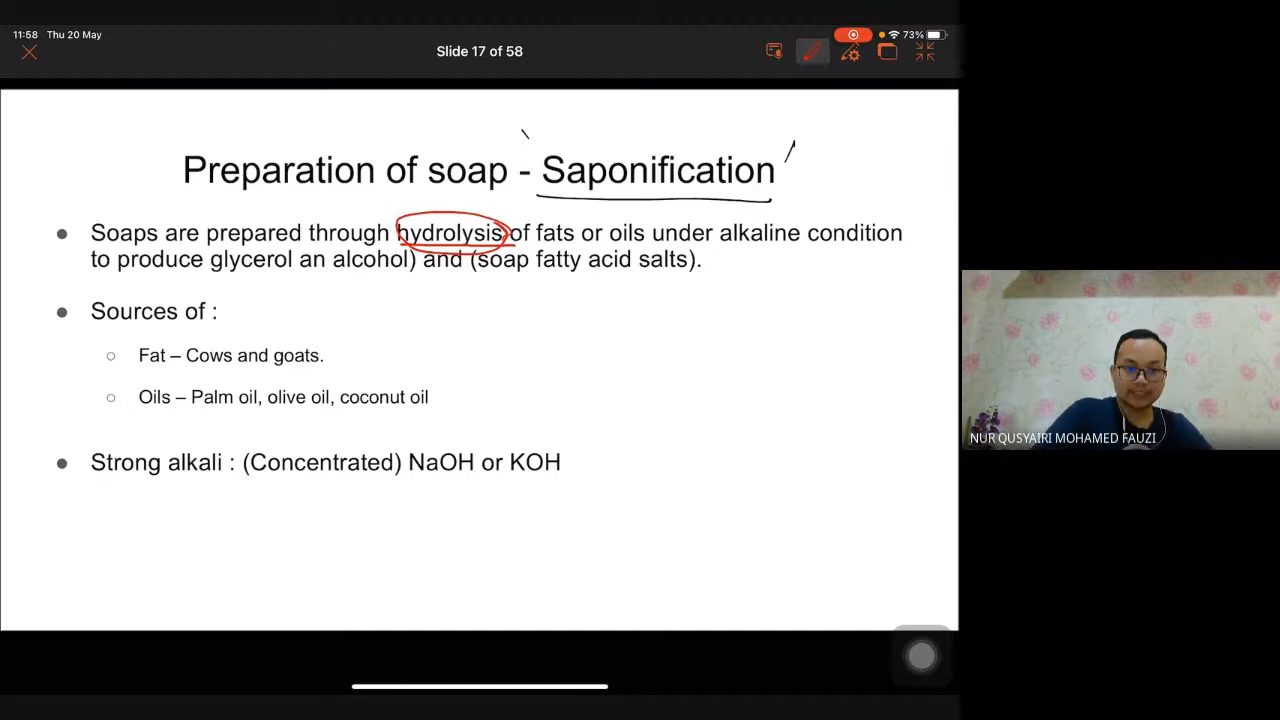 11:58 Thu 20 May
73%
Slide 17 of 58
Preparation of soap - Saponification
Soaps are prepared through hydrolysis of fats or oils under alkaline condition
to produce glycerol an alcohol) and (soap fatty acid salts).
Sources of :
Fat – Cows and goats.
Oils – Palm oil, olive oil, coconut oil
Strong alkali : (Concentrated) NaOH or KOH
NUR QUSYAIRI MOHAMED FAUZI